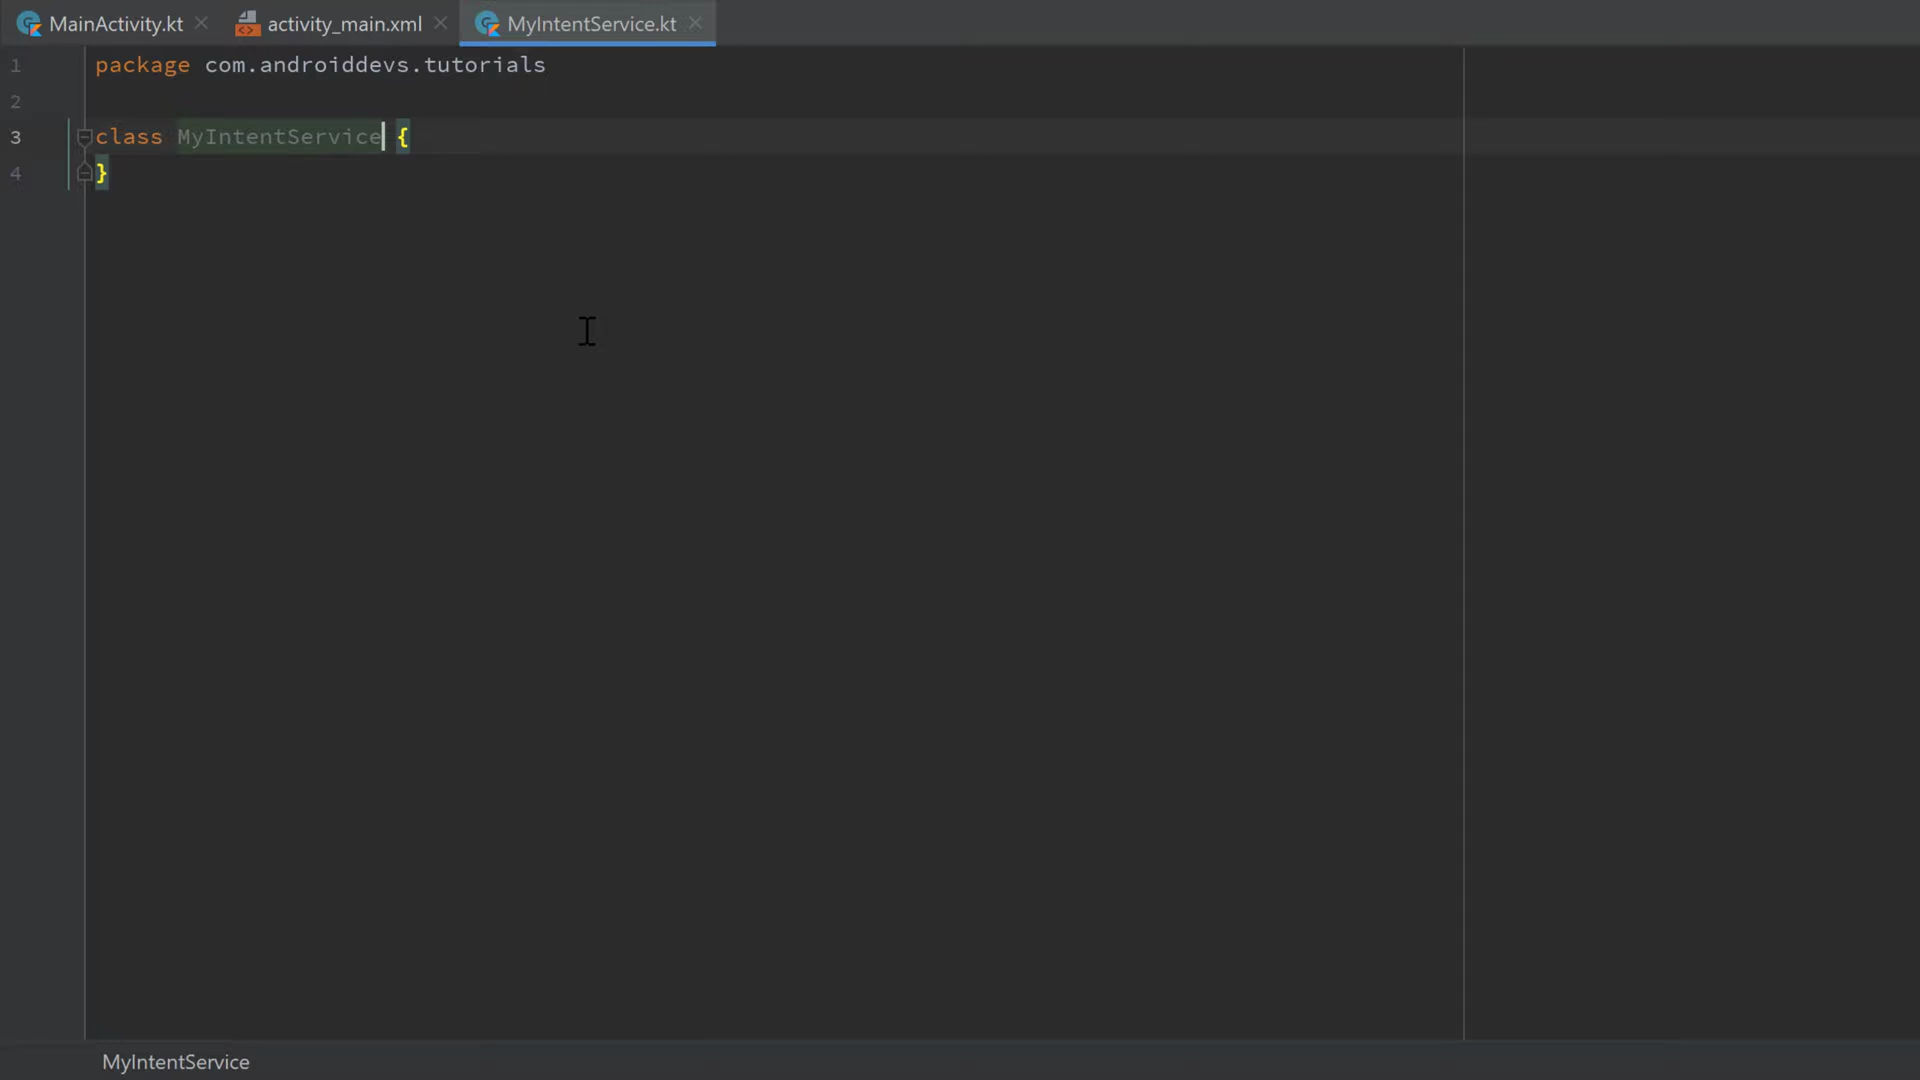 MainActivity.kt activity_main.xml MyIntentService.kt
1 package com.androiddevs.tutorials
2
3 class MyIntentService {
4 }
MyIntentService